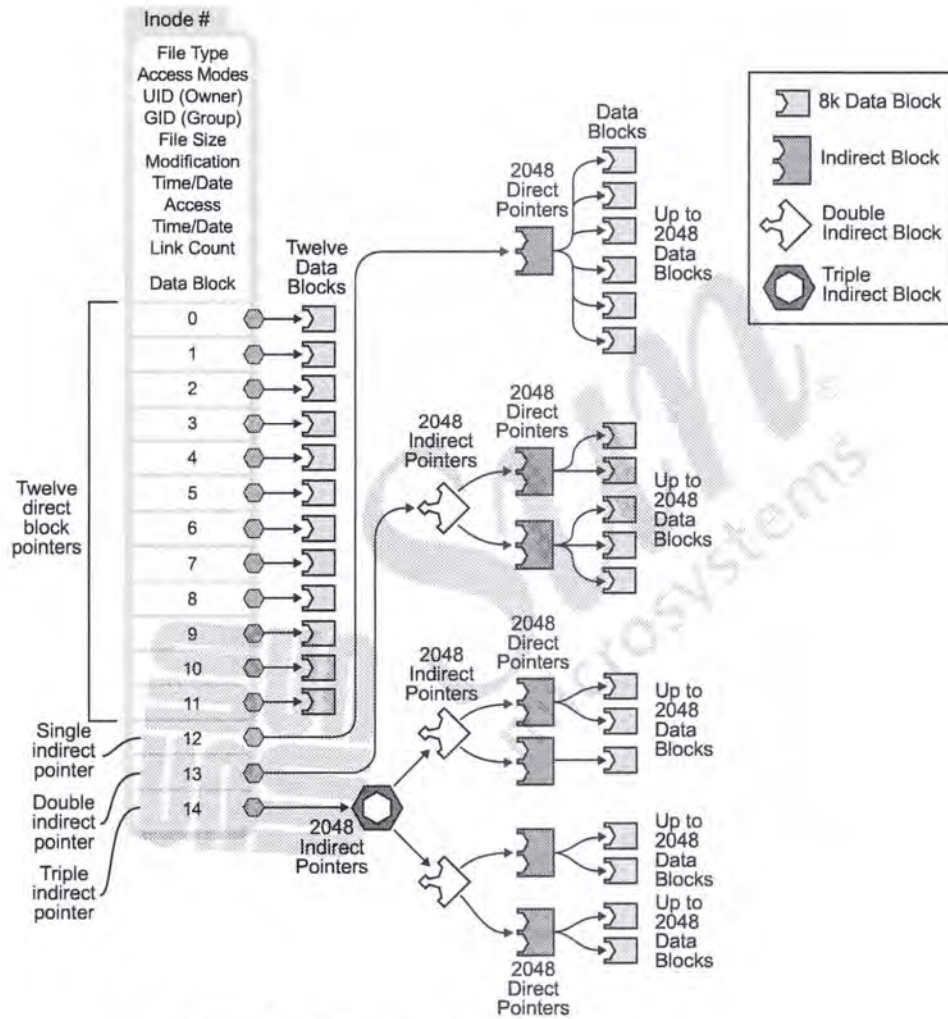 Inode #
File Type
Access Modes
UID (Owner)
GID (Group)
File Size
Modification
Time/Date
Access
Time/Date
Link Count
Data Block
Twelve
direct
block
pointers
0
1
2
3
4
5
6
7
8
9
10
11
12
13
14
Single
indirect
pointer
Double
indirect
pointer
Triple
indirect
pointer
Twelve
Data
Blocks
2048
Direct
Pointers
Data
Blocks
Up to
2048
Data
Blocks
2048
Indirect
Pointers
2048
Direct
Pointers
Up to
2048
Data
Blocks
2048
Indirect
Pointers
2048
Indirect
Pointers
2048
Direct
Pointers
Up to
2048
Data
Blocks
Up to
2048
Data
Blocks
Up to
2048
Data
Blocks
2048
Direct
Pointers
8k Data Block
Indirect Block
Double
Indirect Block
Triple
Indirect Block
Sun
microsystems